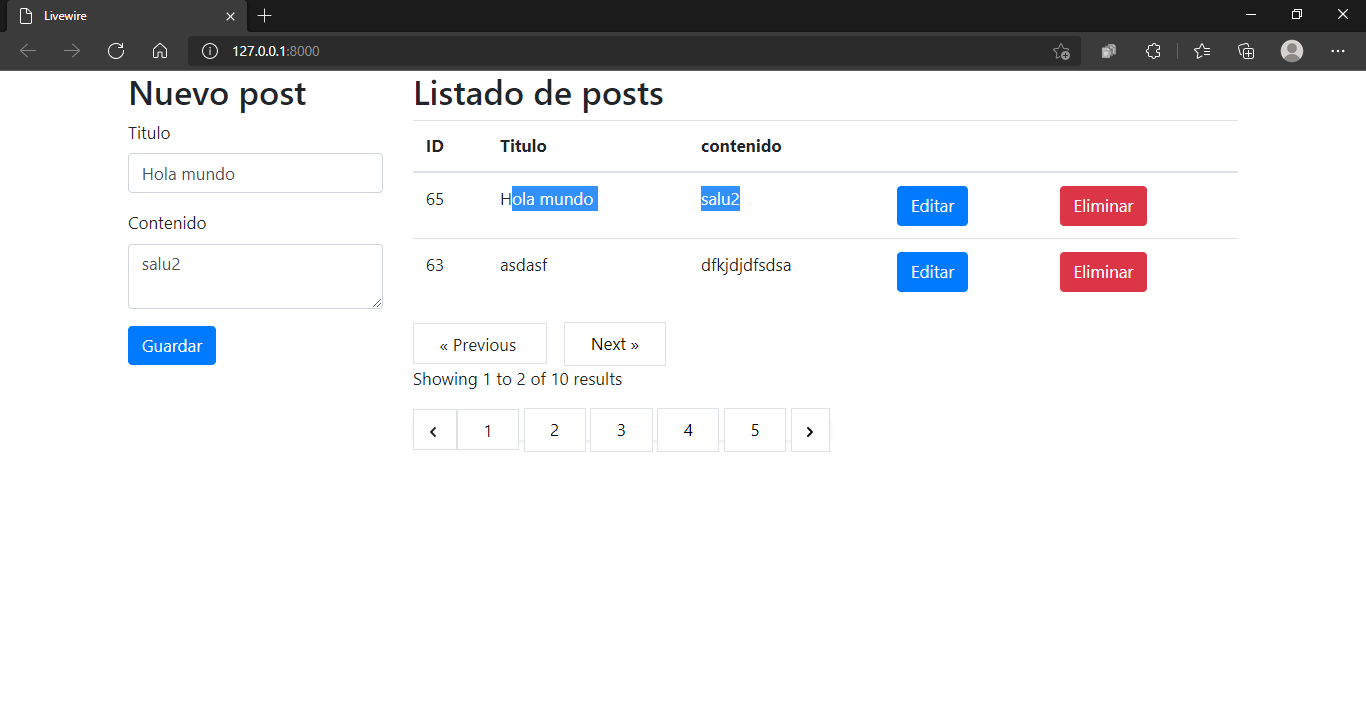 Livewire
127.0.0.1:8000
Nuevo post
Titulo
Hola mundo
Contenido
salu2
Guardar
Listado de posts
ID Titulo contenido
65 Hola mundo salu2 Editar Eliminar
63 asdasf dfkjdjdfsdsa Editar Eliminar
« Previous Next »
Showing 1 to 2 of 10 results
‹ 1 2 3 4 5 ›